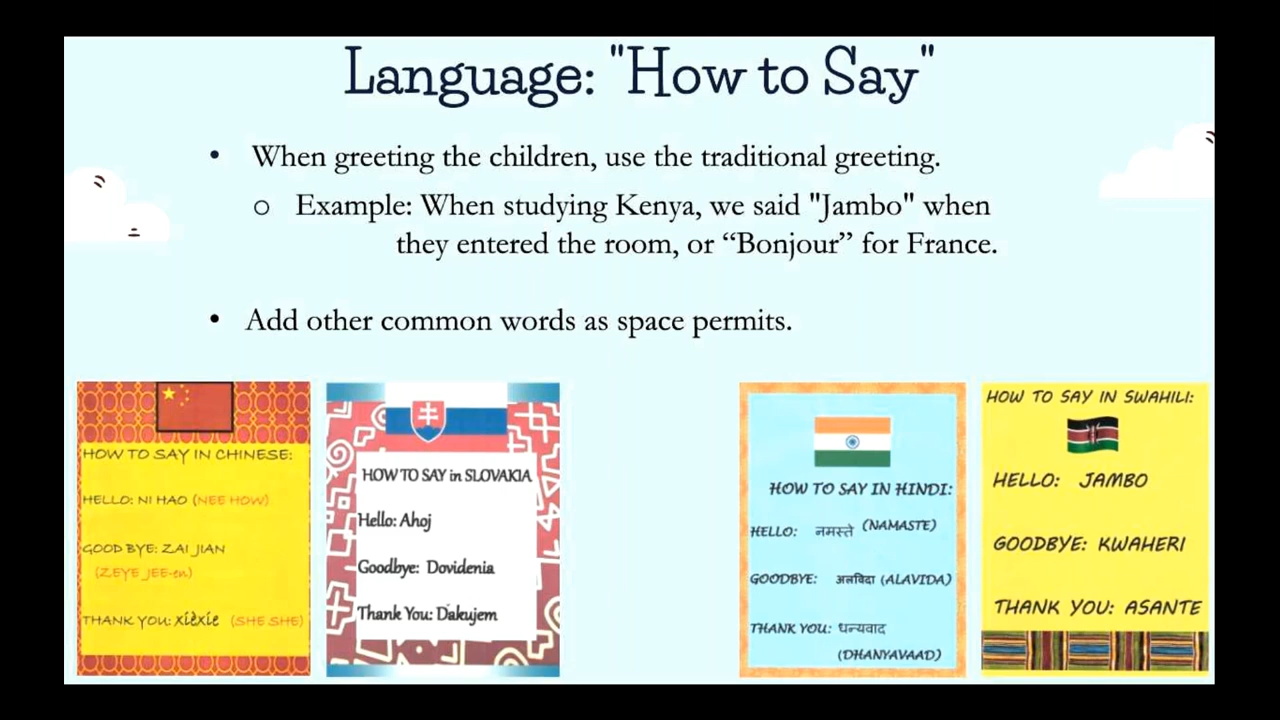 Language: "How to Say"
• When greeting the children, use the traditional greeting.
o Example: When studying Kenya, we said "Jambo" when
they entered the room, or “Bonjour” for France.
• Add other common words as space permits.
HOW TO SAY IN CHINESE:
HELLO: NI HAO (NEE HOW)
GOOD BYE: ZAI JIAN
(ZEYE JEE-en)
THANK YOU: xièxie (SHE SHE)
HOW TO SAY in SLOVAKIA
Hello: Ahoj
Goodbye: Dovidenia
Thank You: Dakujem
HOW TO SAY IN HINDI:
HELLO: नमस्ते (NAMASTE)
GOODBYE: अलविदा (ALAVIDA)
THANK YOU: धन्यवाद
(DHANYAVAAD)
HOW TO SAY IN SWAHILI:
HELLO: JAMBO
GOODBYE: KWAHERI
THANK YOU: ASANTE